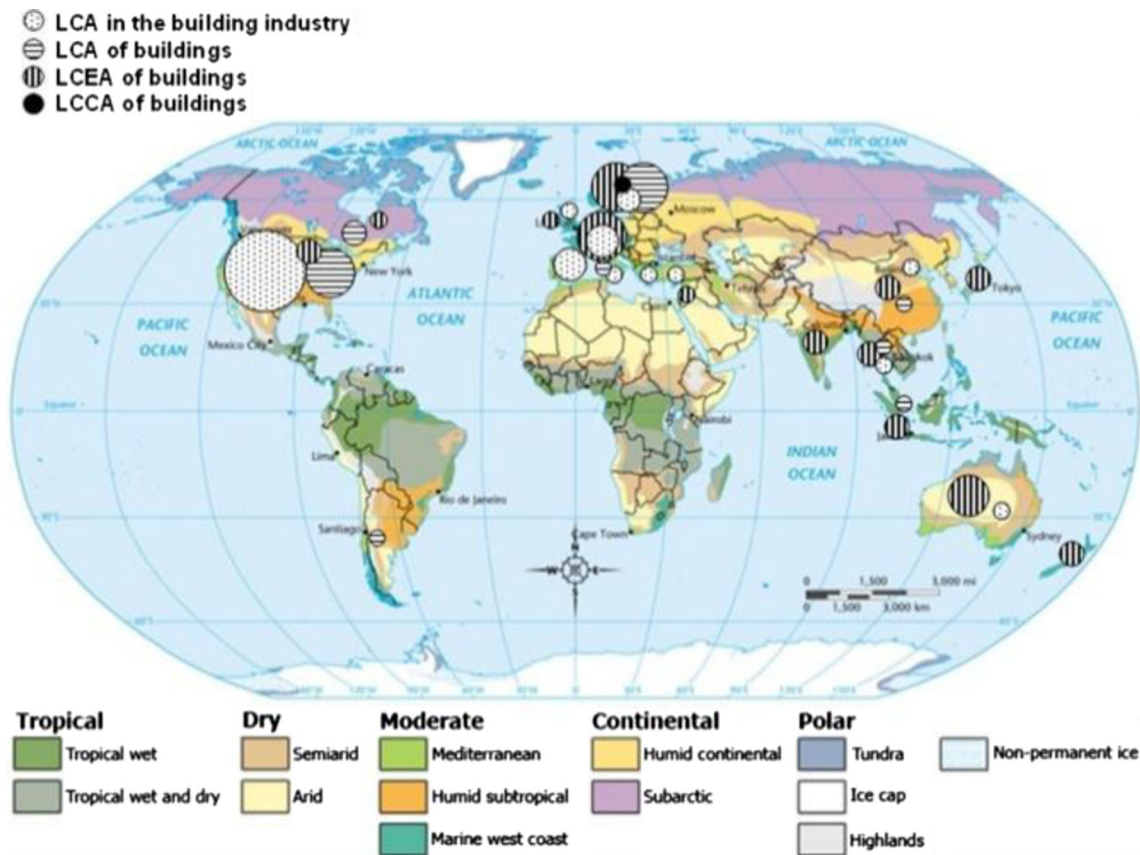 LCA in the building industry
LCA of buildings
LCEA of buildings
LCCA of buildings
ARCTIC OCEAN
ARCTIC OCEAN
Moscow
New York
ATLANTIC
OCEAN
Tokyo
PACIFIC
OCEAN
PACIFIC
OCEAN
Mexico City
Caracas
Equator
Equator
Nairobi
INDIAN
OCEAN
Lima
Rio de Janeiro
Santiago
Cape Town
Sydney
N
W
E
S
0
1,500
3,000 mi
0
1,500
3,000 km
Tropical
Tropical wet
Tropical wet and dry
Dry
Semiarid
Arid
Moderate
Mediterranean
Humid subtropical
Marine west coast
Continental
Humid continental
Subarctic
Polar
Tundra
Ice cap
Highlands
Non-permanent ice